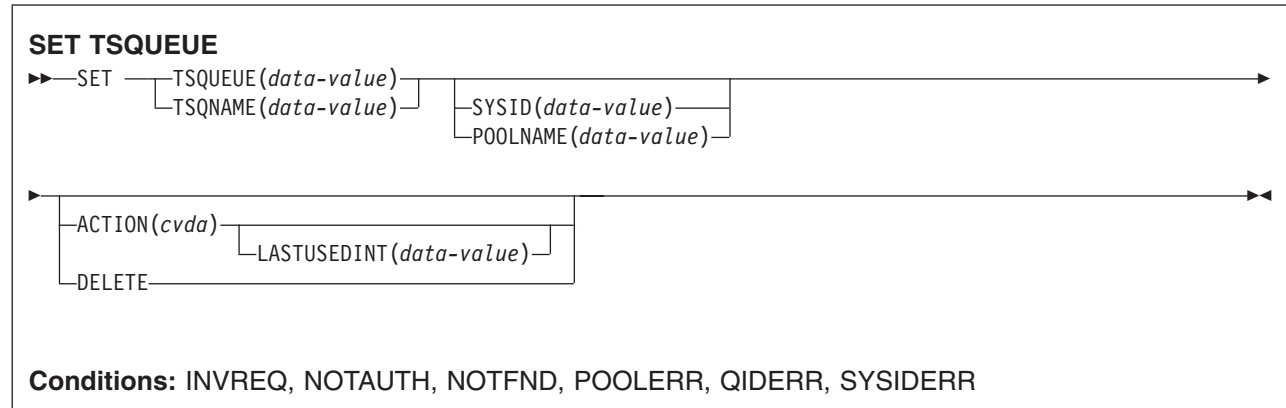 SET TSQUEUE
SET TSQUEUE(data-value)
TSQNAME(data-value)
SYSID(data-value)
POOLNAME(data-value)
ACTION(cvda)
LASTUSEDINT(data-value)
DELETE
Conditions: INVREQ, NOTAUTH, NOTFND, POOLERR, QIDERR, SYSIDERR